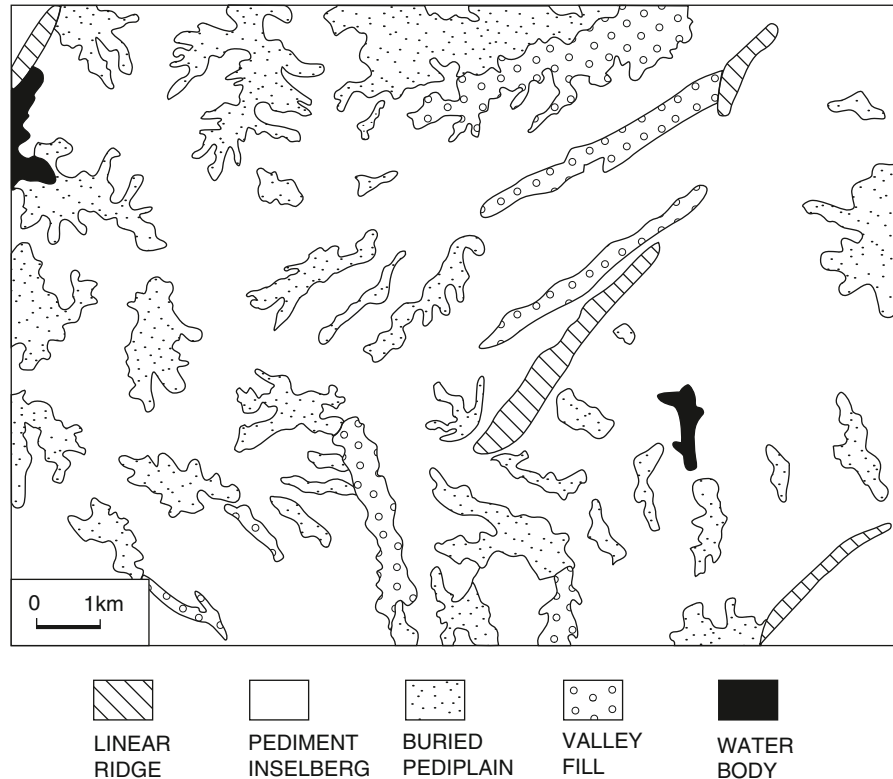 0 1km
LINEAR RIDGE
PEDIMENT INSELBERG
BURIED PEDIPLAIN
VALLEY FILL
WATER BODY